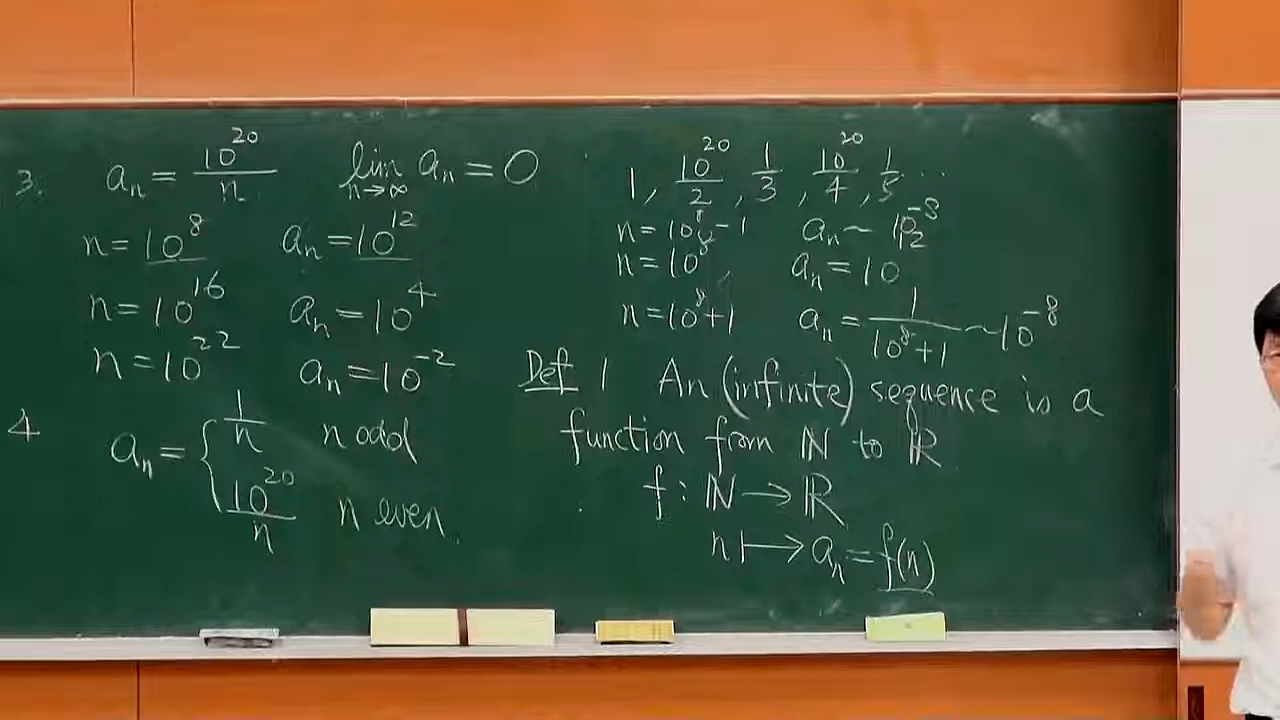 3. aₙ = 10²⁰/n lim n→∞ aₙ = 0
n = 10⁸ aₙ = 10¹²
n = 10¹⁶ aₙ = 10⁴
n = 10²² aₙ = 10⁻²
4 aₙ = { 1/n n odd
10²⁰/n n even.
1, 10²⁰/2, 1/3, 10²⁰/4, 1/5 ...
n = 10⁸-1 aₙ ~ 10⁻⁸
n = 10⁸, aₙ = 10¹²
n = 10⁸+1 aₙ = 1/(10⁸+1) ~ 10⁻⁸
Def 1 An (infinite) sequence is a
function from ℕ to ℝ
f : ℕ → ℝ
n ↦ aₙ = f(n)